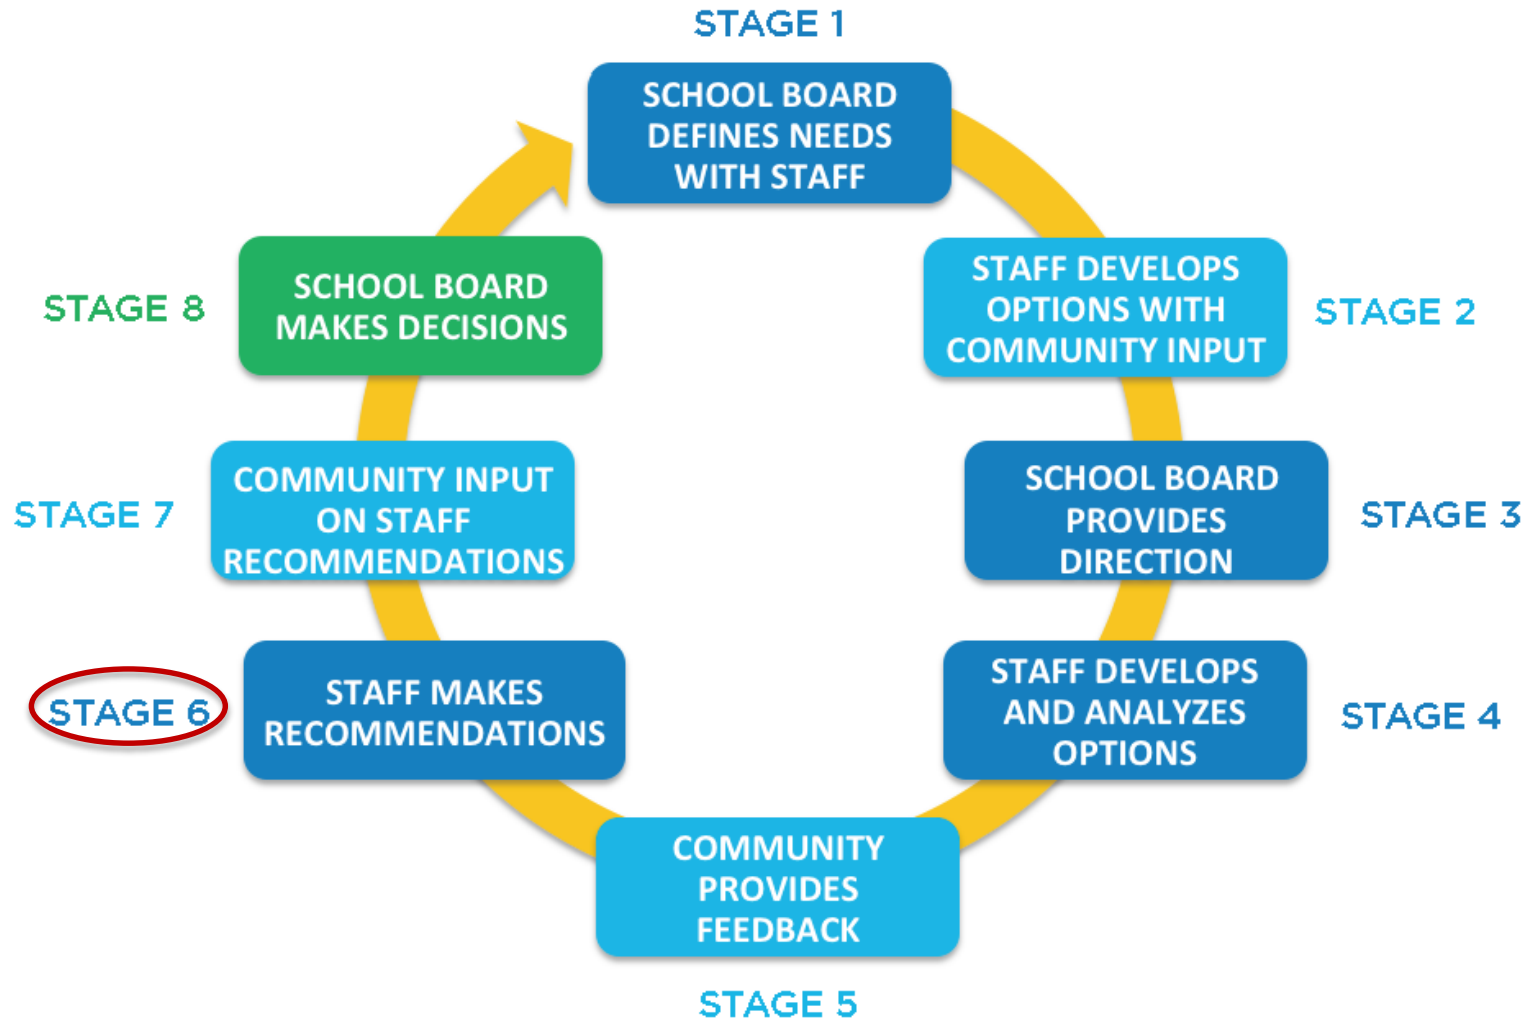 STAGE 1
SCHOOL BOARD
DEFINES NEEDS
WITH STAFF
STAFF DEVELOPS
OPTIONS WITH
COMMUNITY INPUT
STAGE 2
SCHOOL BOARD
PROVIDES
DIRECTION
STAGE 3
STAFF DEVELOPS
AND ANALYZES
OPTIONS
STAGE 4
COMMUNITY
PROVIDES
FEEDBACK
STAGE 5
STAFF MAKES
RECOMMENDATIONS
STAGE 6
COMMUNITY INPUT
ON STAFF
RECOMMENDATIONS
STAGE 7
SCHOOL BOARD
MAKES DECISIONS
STAGE 8